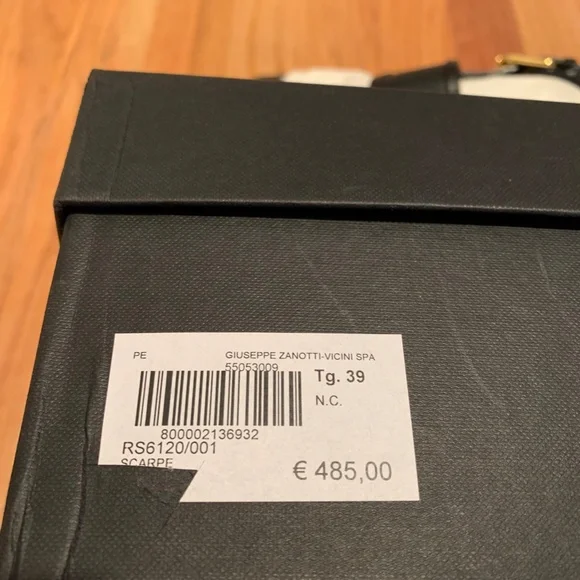 PE GIUSEPPE ZANOTTI-VICINI SPA
55053009
Tg. 39
N.C.
800002136932
RS6120/001
SCARPE
€ 485,00